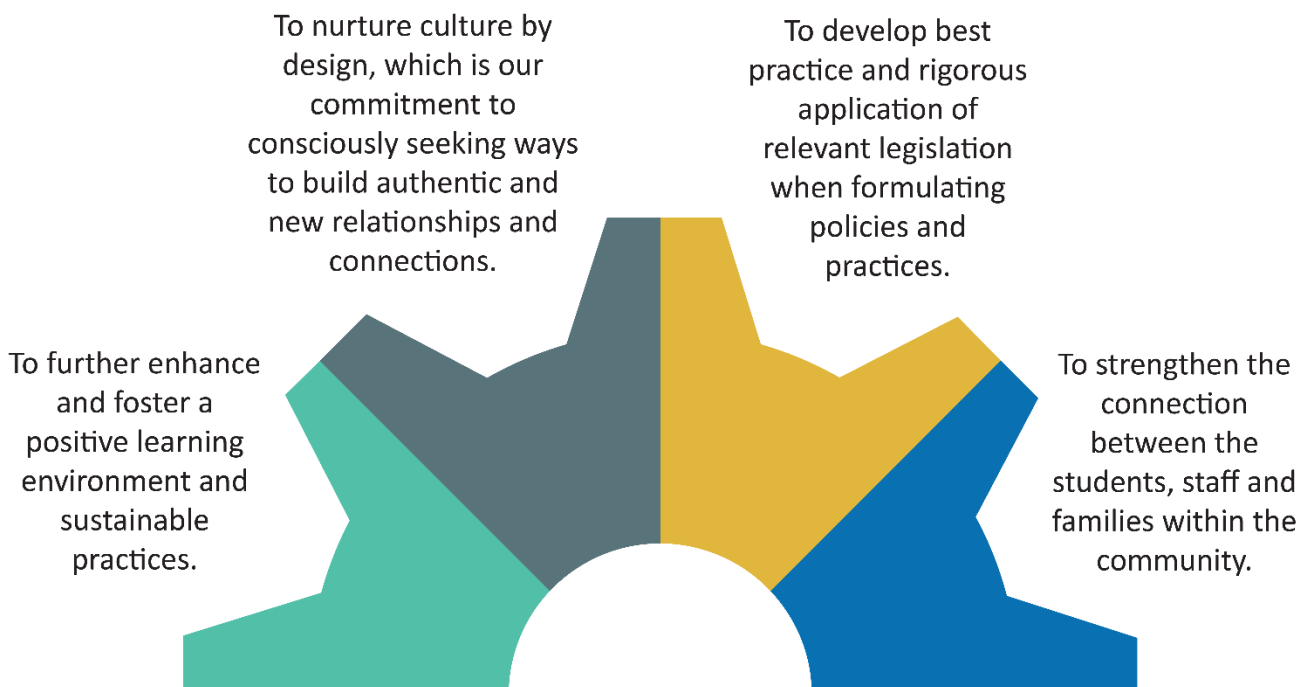 To further enhance
and foster a
positive learning
environment and
sustainable
practices.
To nurture culture by
design, which is our
commitment to
consciously seeking ways
to build authentic and
new relationships and
connections.
To develop best
practice and rigorous
application of
relevant legislation
when formulating
policies and
practices.
To strengthen the
connection
between the
students, staff and
families within the
community.